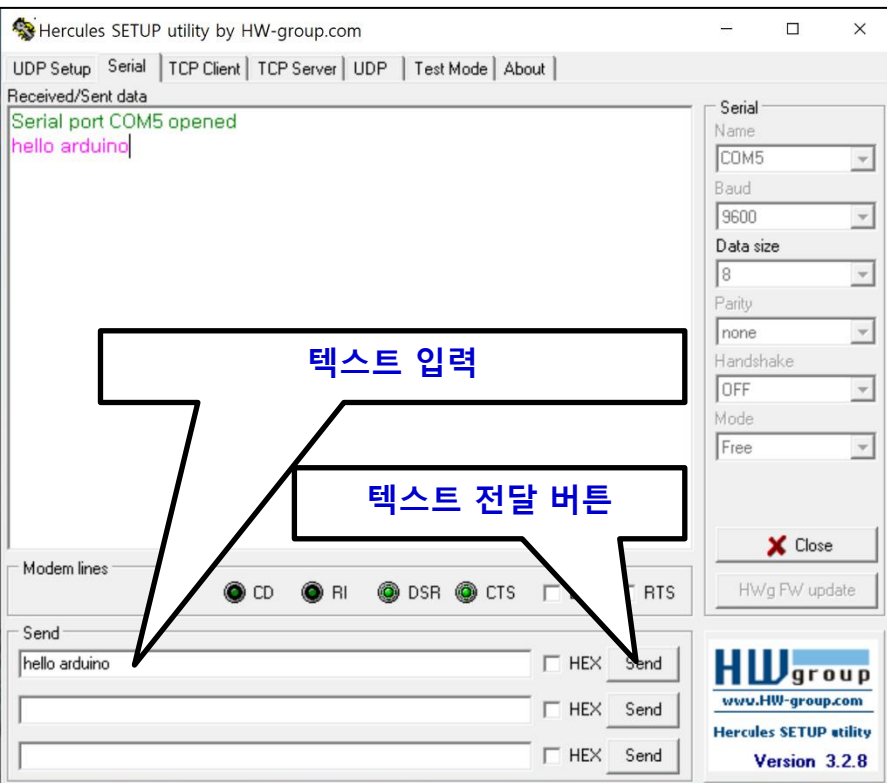 Hercules SETUP utility by HW-group.com
UDP Setup Serial TCP Client TCP Server UDP Test Mode About
Received/Sent data
Serial port COM5 opened
hello arduino
Serial
Name
COM5
Baud
9600
Data size
8
Parity
none
Handshake
OFF
Mode
Free
Close
HWg FW update
텍스트 입력
텍스트 전달 버튼
Modem lines
CD RI DSR CTS RTS
Send
hello arduino HEX Send
HEX Send
HEX Send
HW group
www.HW-group.com
Hercules SETUP utility
Version 3.2.8